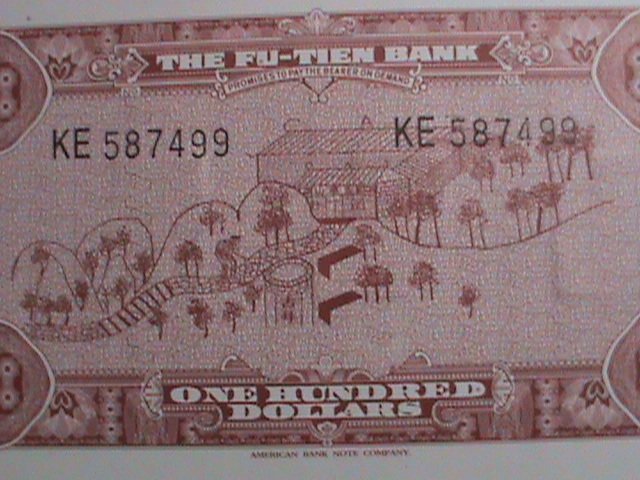 THE FU-TIEN BANK
PROMISES TO PAY THE BEARER ON DEMAND
KE 587499 KE 587499
ONE HUNDRED
DOLLARS
AMERICAN BANK NOTE COMPANY.